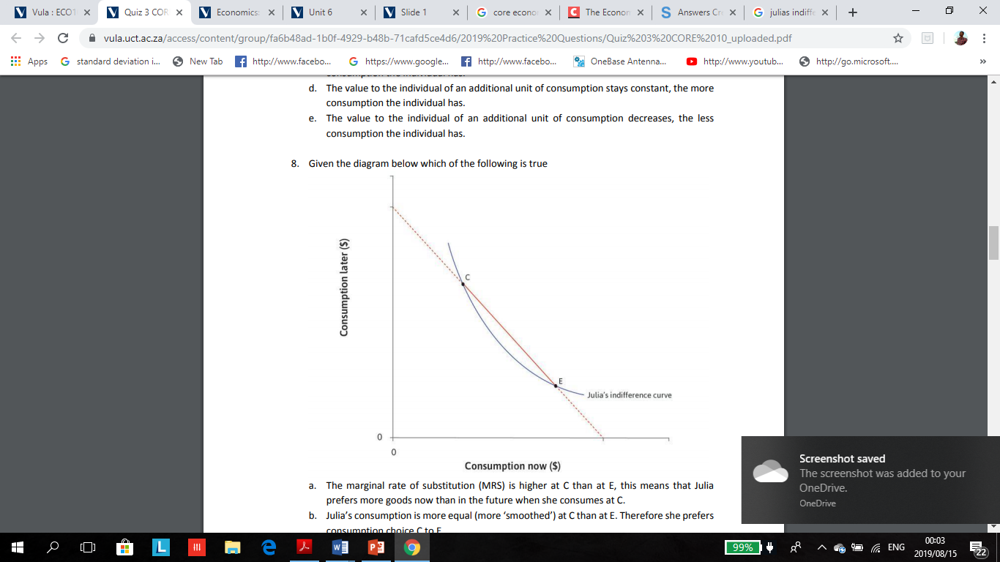 Vula : ECO1
Quiz 3 COR
Economics:
Unit 6
Slide 1
core econo
The Econon
Answers Cr
julias indiffe
vula.uct.ac.za/access/content/group/fa6b48ad-1b0f-4929-b48b-71cafd5ce4d6/2019%20Practice%20Questions/Quiz%203%20CORE%2010_uploaded.pdf
Apps
standard deviation i...
New Tab
http://www.facebo...
https://www.google...
http://www.facebo...
OneBase Antenna...
http://www.youtub...
http://go.microsoft....
»
d. The value to the individual of an additional unit of consumption stays constant, the more
consumption the individual has.
e. The value to the individual of an additional unit of consumption decreases, the less
consumption the individual has.
8. Given the diagram below which of the following is true
Consumption later ($)
C
E
Julia's indifference curve
0
0
Consumption now ($)
a. The marginal rate of substitution (MRS) is higher at C than at E, this means that Julia
prefers more goods now than in the future when she consumes at C.
b. Julia's consumption is more equal (more 'smoothed') at C than at E. Therefore she prefers
consumption choice C to E
Screenshot saved
The screenshot was added to your
OneDrive.
OneDrive
99%
ENG
00:03
2019/08/15
22